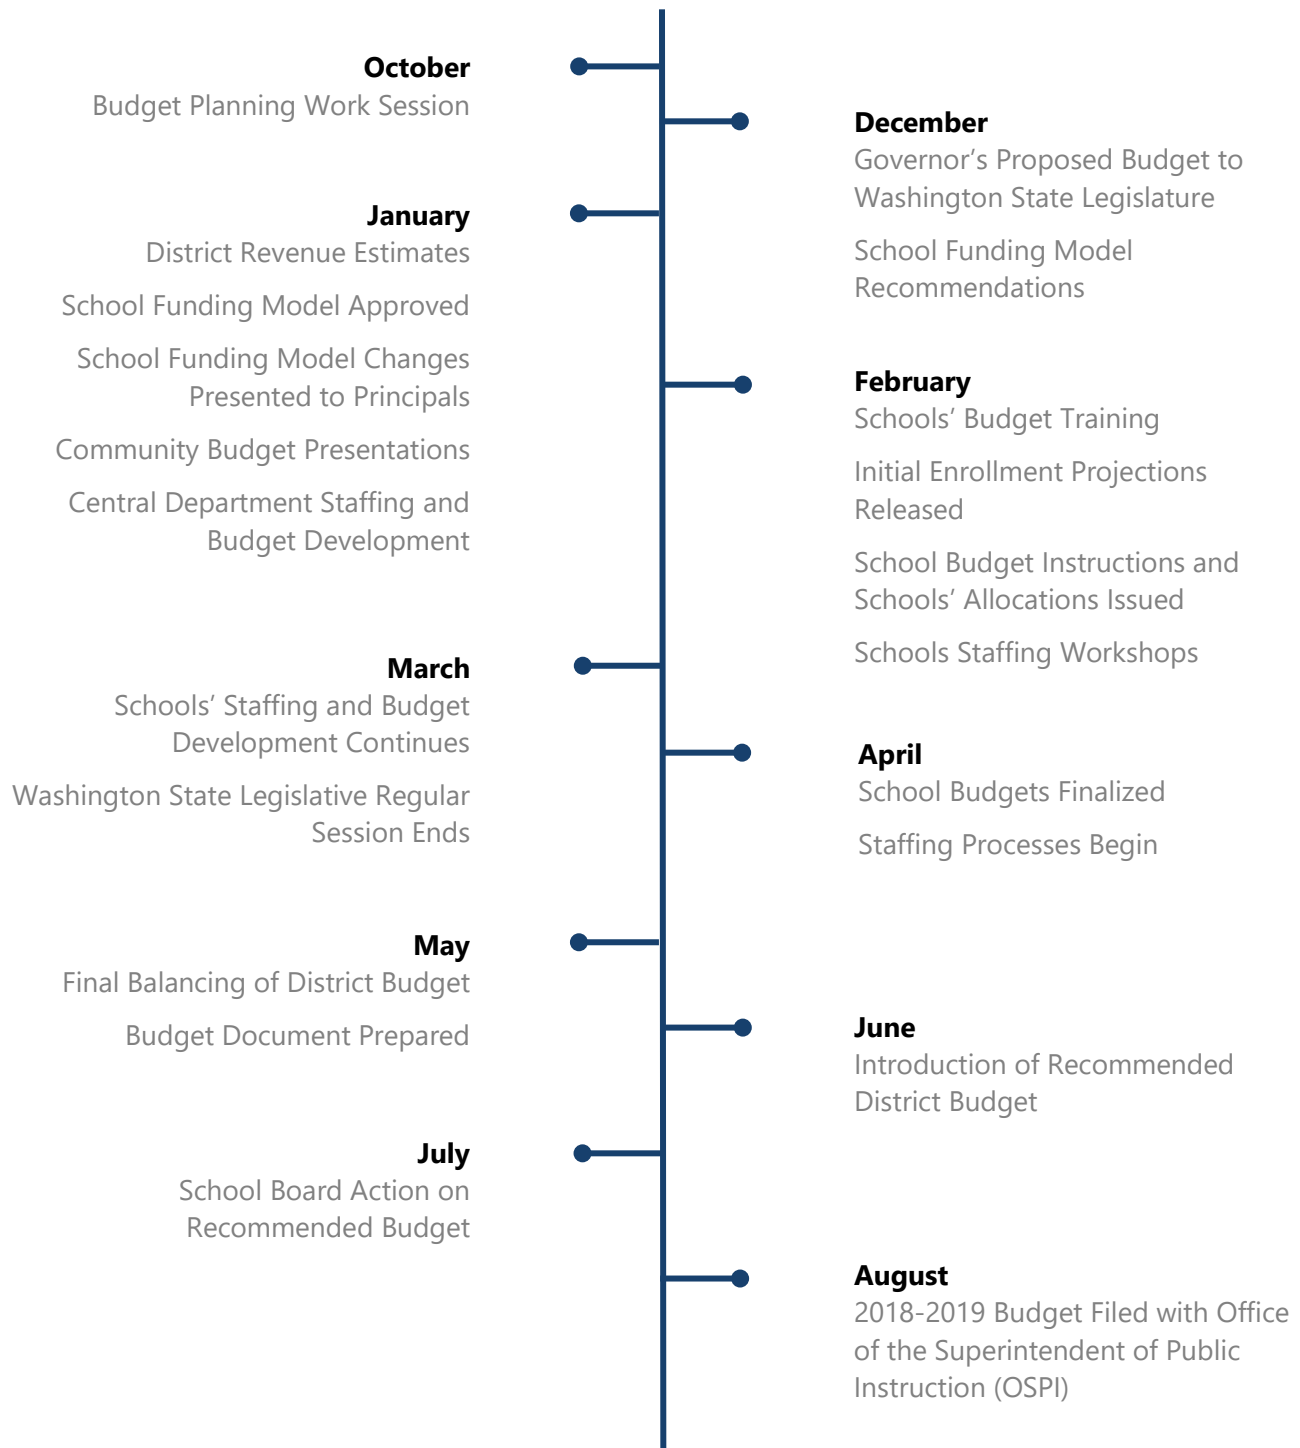 October
Budget Planning Work Session
December
Governor’s Proposed Budget to
Washington State Legislature
School Funding Model
Recommendations
January
District Revenue Estimates
School Funding Model Approved
School Funding Model Changes
Presented to Principals
Community Budget Presentations
Central Department Staffing and
Budget Development
February
Schools’ Budget Training
Initial Enrollment Projections
Released
School Budget Instructions and
Schools’ Allocations Issued
Schools Staffing Workshops
March
Schools’ Staffing and Budget
Development Continues
Washington State Legislative Regular
Session Ends
April
School Budgets Finalized
Staffing Processes Begin
May
Final Balancing of District Budget
Budget Document Prepared
June
Introduction of Recommended
District Budget
July
School Board Action on
Recommended Budget
August
2018-2019 Budget Filed with Office
of the Superintendent of Public
Instruction (OSPI)